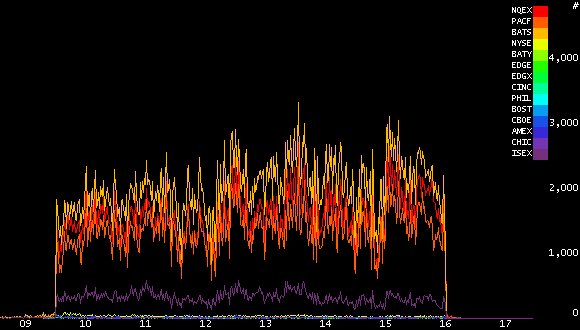 #
NQEX
PACF
BATS
NYSE
BATY
EDGE
EDGX
CINC
PHIL
BOST
CBOE
AMEX
CHIC
ISEX
4,000
3,000
2,000
1,000
0
09 10 11 12 13 14 15 16 17